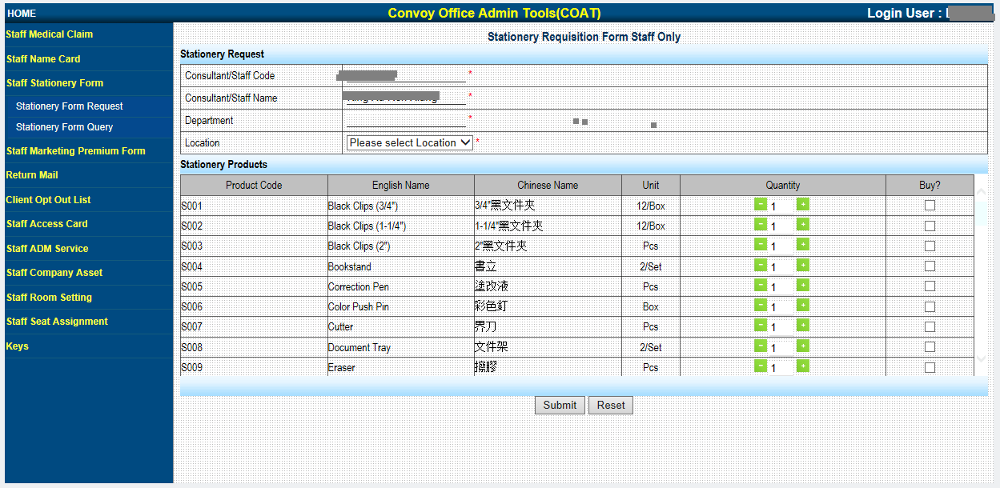 HOME Convoy Office Admin Tools(COAT) Login User :
Staff Medical Claim
Staff Name Card
Staff Stationery Form
Stationery Form Request
Stationery Form Query
Staff Marketing Premium Form
Return Mail
Client Opt Out List
Staff Access Card
Staff ADM Service
Staff Company Asset
Staff Room Setting
Staff Seat Assignment
Keys
Stationery Requisition Form Staff Only
Stationery Request
Consultant/Staff Code *
Consultant/Staff Name *
Department *
Location Please select Location *
Stationery Products
Product Code English Name Chinese Name Unit Quantity Buy?
S001 Black Clips (3/4") 3/4"黑文件夾 12/Box - 1 +
S002 Black Clips (1-1/4") 1-1/4"黑文件夾 12/Box - 1 +
S003 Black Clips (2") 2"黑文件夾 Pcs - 1 +
S004 Bookstand 書立 2/Set - 1 +
S005 Correction Pen 塗改液 Pcs - 1 +
S006 Color Push Pin 彩色釘 Box - 1 +
S007 Cutter 界刀 Pcs - 1 +
S008 Document Tray 文件架 2/Set - 1 +
S009 Eraser 擦膠 Pcs - 1 +
Submit Reset